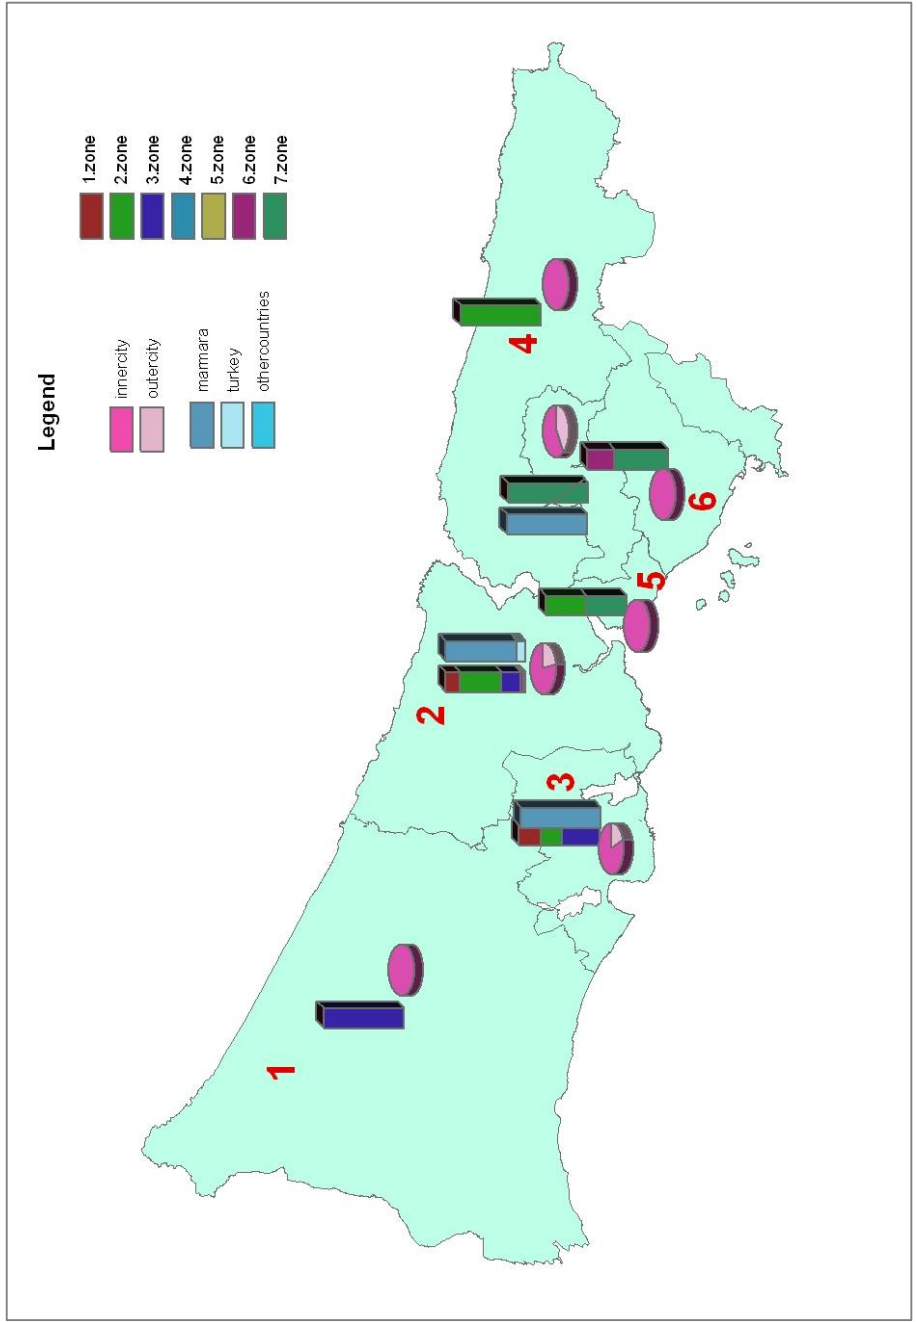 Legend
innercity
outercity
marmara
turkey
othercountries
1.zone
2.zone
3.zone
4.zone
5.zone
6.zone
7.zone
1
2
3
4
5
6